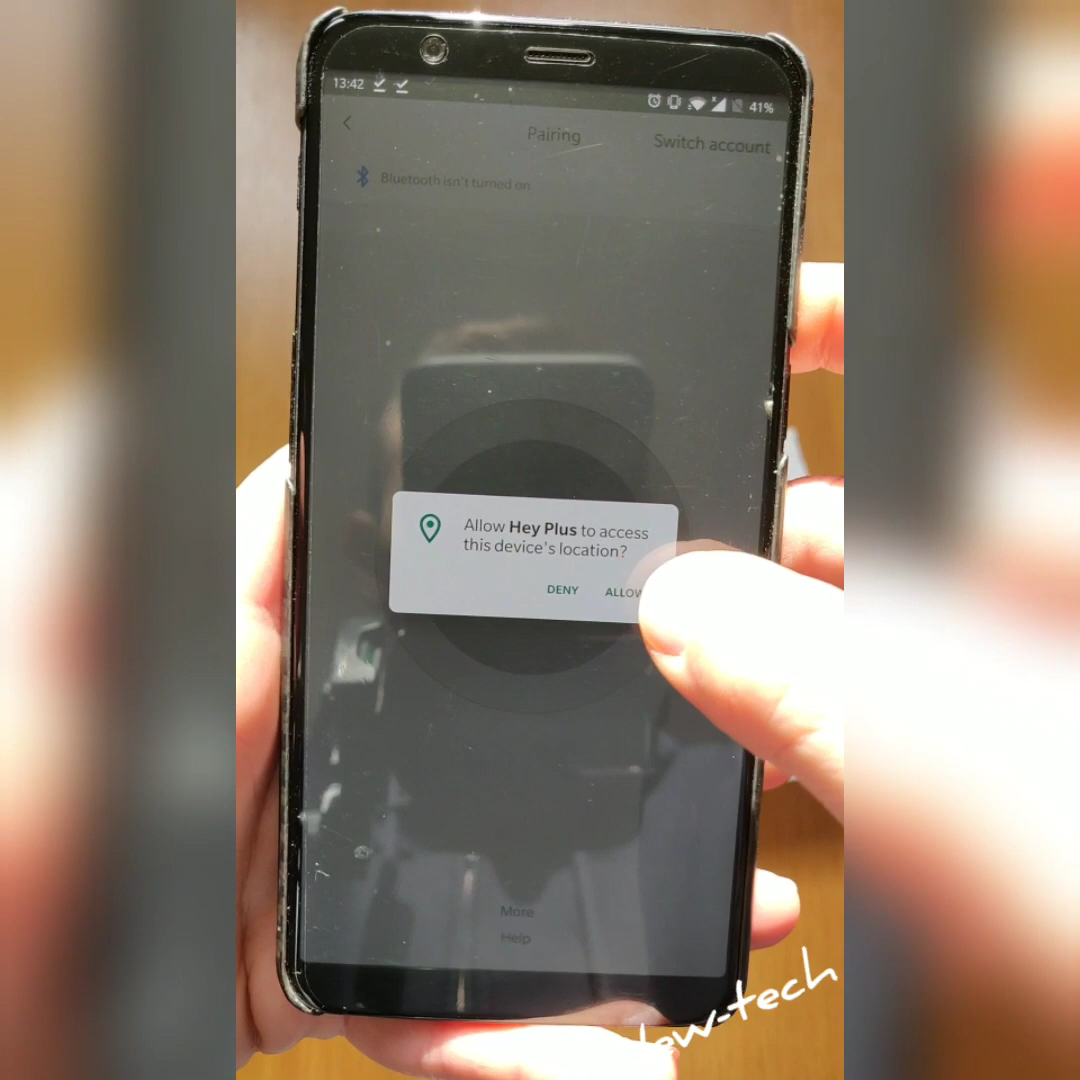 13:42 41%
Pairing Switch account
Bluetooth isn't turned on
Allow Hey Plus to access
this device's location?
DENY ALLOW
More
Help